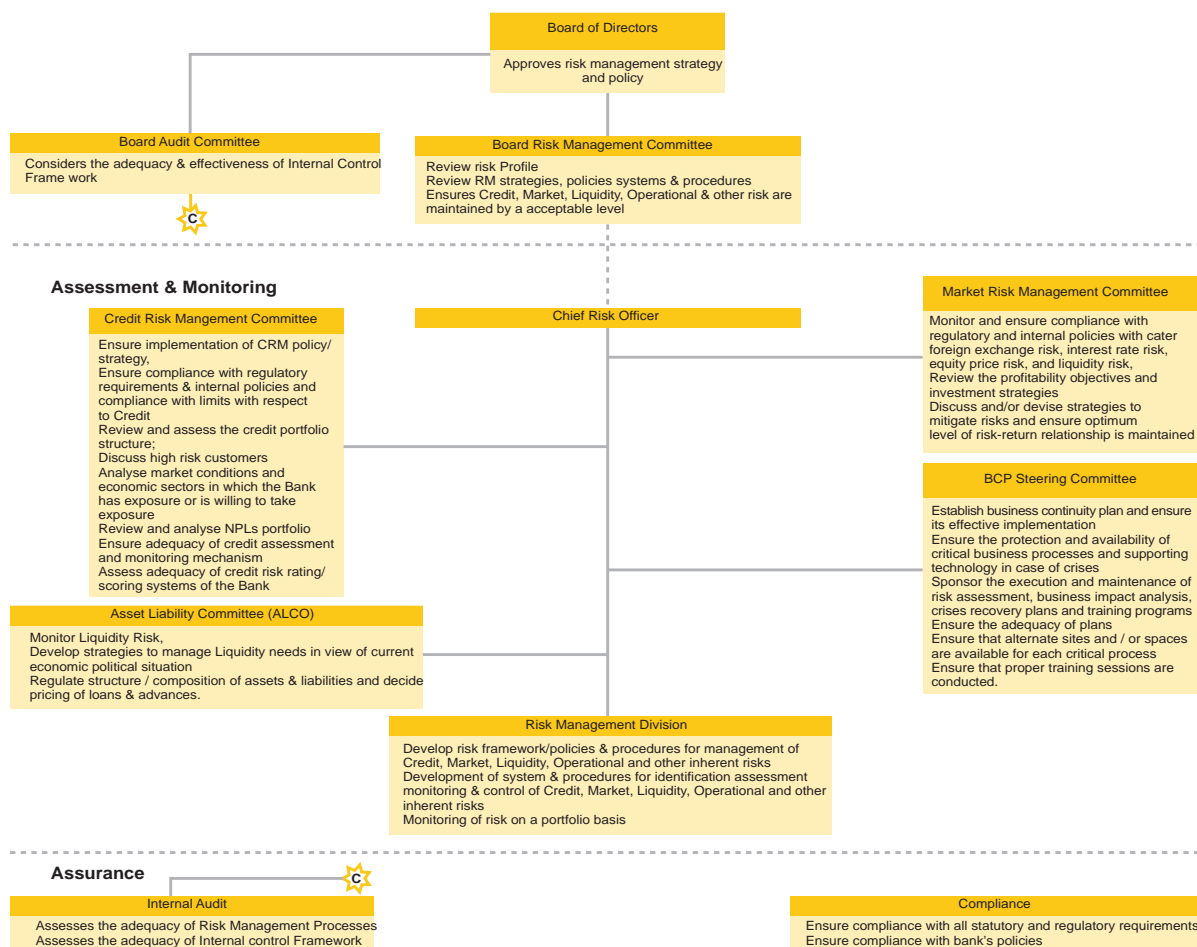 Board of Directors
Approves risk management strategy
and policy
Board Audit Committee
Considers the adequacy & effectiveness of Internal Control
Frame work
C
Board Risk Management Committee
Review risk Profile
Review RM strategies, policies systems & procedures
Ensures Credit, Market, Liquidity, Operational & other risk are
maintained by a acceptable level
Assessment & Monitoring
Credit Risk Mangement Committee
Ensure implementation of CRM policy/
strategy,
Ensure compliance with regulatory
requirements & internal policies and
compliance with limits with respect
to Credit
Review and assess the credit portfolio
structure;
Discuss high risk customers
Analyse market conditions and
economic sectors in which the Bank
has exposure or is willing to take
exposure
Review and analyse NPLs portfolio
Ensure adequacy of credit assessment
and monitoring mechanism
Assess adequacy of credit risk rating/
scoring systems of the Bank
Chief Risk Officer
Market Risk Management Committee
Monitor and ensure compliance with
regulatory and internal policies with cater
foreign exchange risk, interest rate risk,
equity price risk, and liquidity risk,
Review the profitability objectives and
investment strategies
Discuss and/or devise strategies to
mitigate risks and ensure optimum
level of risk-return relationship is maintained
BCP Steering Committee
Establish business continuity plan and ensure
its effective implementation
Ensure the protection and availability of
critical business processes and supporting
technology in case of crises
Sponsor the execution and maintenance of
risk assessment, business impact analysis,
crises recovery plans and training programs
Ensure the adequacy of plans
Ensure that alternate sites and / or spaces
are available for each critical process
Ensure that proper training sessions are
conducted.
Asset Liability Committee (ALCO)
Monitor Liquidity Risk,
Develop strategies to manage Liquidity needs in view of current
economic political situation
Regulate structure / composition of assets & liabilities and decide
pricing of loans & advances.
Risk Management Division
Develop risk framework/policies & procedures for management of
Credit, Market, Liquidity, Operational and other inherent risks
Development of system & procedures for identification assessment
monitoring & control of Credit, Market, Liquidity, Operational and other
inherent risks
Monitoring of risk on a portfolio basis
Assurance
C
Internal Audit
Assesses the adequacy of Risk Management Processes
Assesses the adequacy of Internal control Framework
Compliance
Ensure compliance with all statutory and regulatory requirements
Ensure compliance with bank's policies